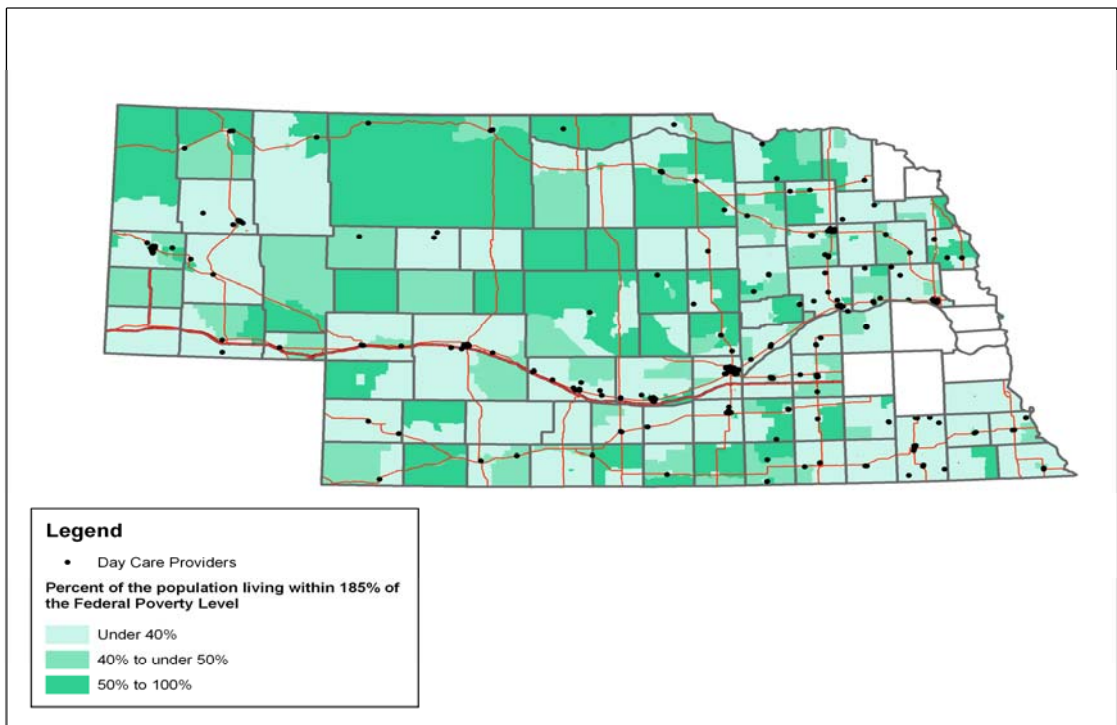 Legend
Day Care Providers
Percent of the population living within 185% of
the Federal Poverty Level
Under 40%
40% to under 50%
50% to 100%